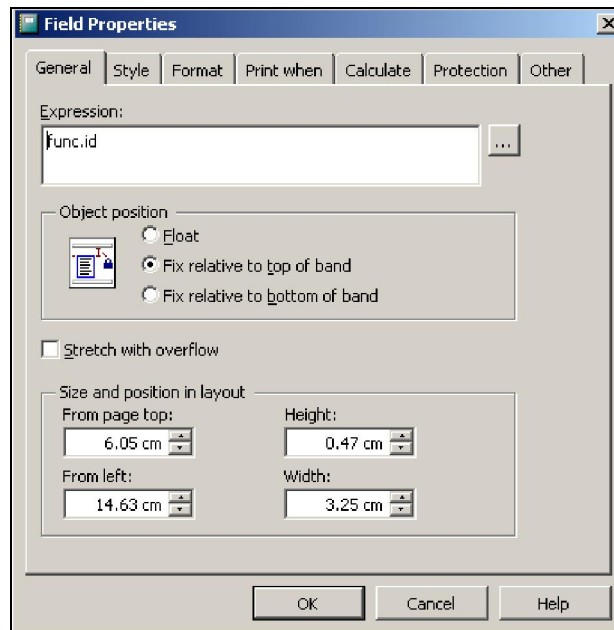 Field Properties
General Style Format Print when Calculate Protection Other
Expression:
func.id
...
Object position
Float
Fix relative to top of band
Fix relative to bottom of band
Stretch with overflow
Size and position in layout
From page top: Height:
6.05 cm 0.47 cm
From left: Width:
14.63 cm 3.25 cm
OK Cancel Help